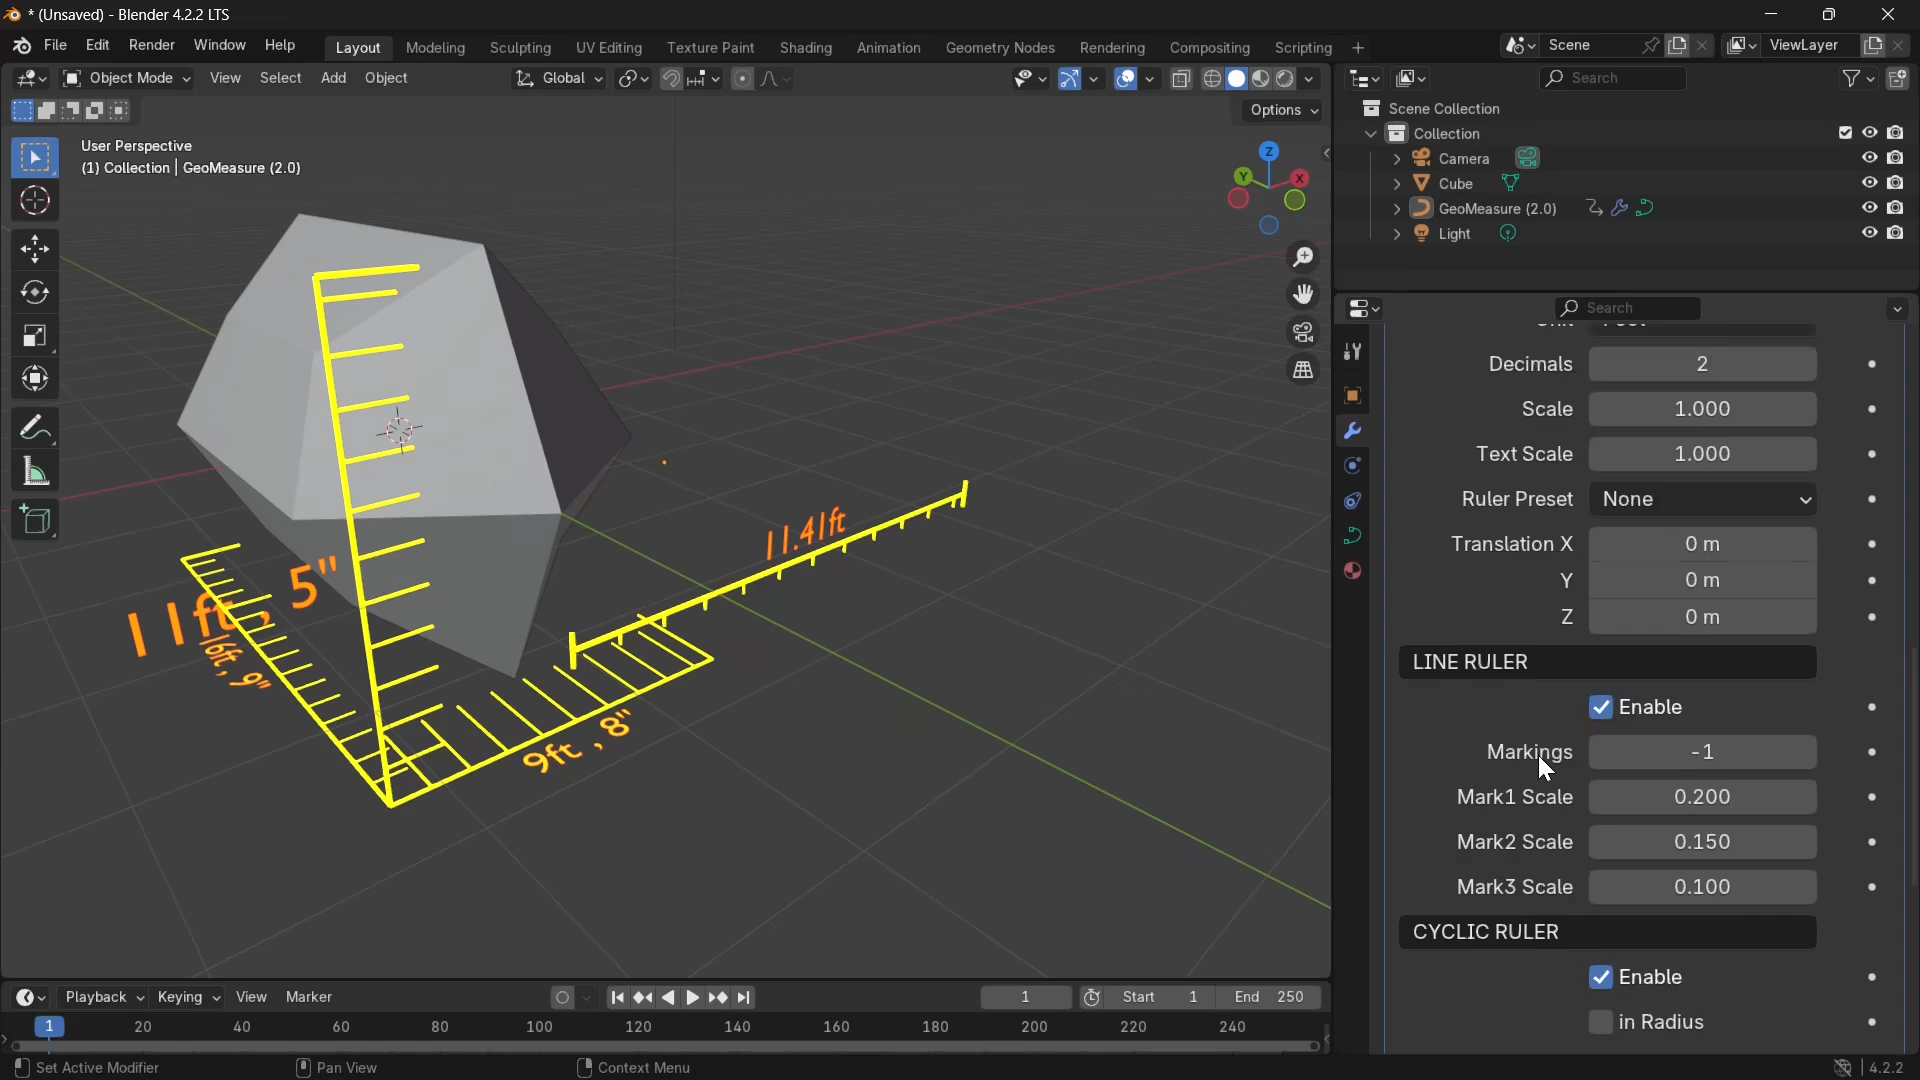 * (Unsaved) - Blender 4.2.2 LTS
File Edit Render Window Help Layout Modeling Sculpting UV Editing Texture Paint Shading Animation Geometry Nodes Rendering Compositing Scripting + Scene ViewLayer
Object Mode View Select Add Object Global Search
Options
User Perspective
(1) Collection | GeoMeasure (2.0)
Z
Y
X
11ft , 5"
16ft , 9"
9ft , 8"
11.41ft
Scene Collection
Collection
Camera
Cube
GeoMeasure (2.0)
Light
Search
Decimals 2
Scale 1.000
Text Scale 1.000
Ruler Preset None
Translation X 0 m
Y 0 m
Z 0 m
LINE RULER
Enable
Markings -1
Mark1 Scale 0.200
Mark2 Scale 0.150
Mark3 Scale 0.100
CYCLIC RULER
Enable
in Radius
Playback Keying View Marker 1 Start 1 End 250
1 20 40 60 80 100 120 140 160 180 200 220 240
Set Active Modifier Pan View Context Menu 4.2.2